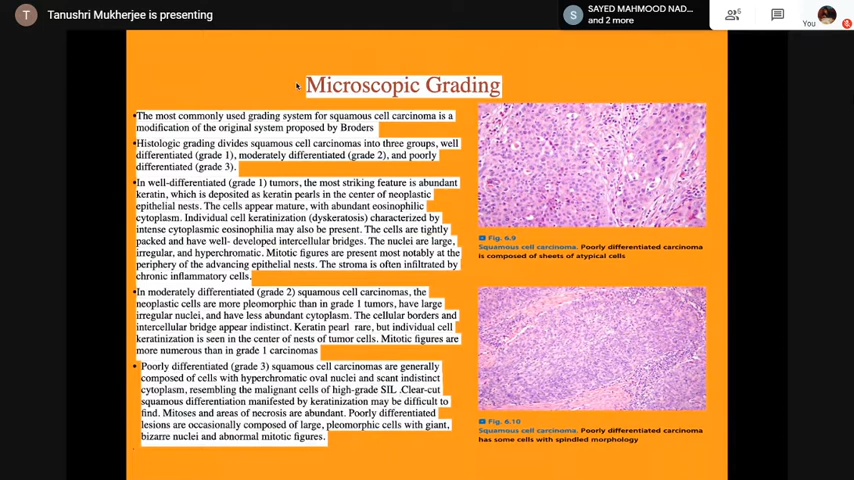 T
Tanushri Mukherjee is presenting
S
SAYED MAHMOOD NAD...
and 2 more
6
You
Microscopic Grading
•The most commonly used grading system for squamous cell carcinoma is a
modification of the original system proposed by Broders
•Histologic grading divides squamous cell carcinomas into three groups, well
differentiated (grade 1), moderately differentiated (grade 2), and poorly
differentiated (grade 3).
•In well-differentiated (grade 1) tumors, the most striking feature is abundant
keratin, which is deposited as keratin pearls in the center of neoplastic
epithelial nests. The cells appear mature, with abundant eosinophilic
cytoplasm. Individual cell keratinization (dyskeratosis) characterized by
intense cytoplasmic eosinophilia may also be present. The cells are tightly
packed and have well- developed intercellular bridges. The nuclei are large,
irregular, and hyperchromatic. Mitotic figures are present most notably at the
periphery of the advancing epithelial nests. The stroma is often infiltrated by
chronic inflammatory cells.
•In moderately differentiated (grade 2) squamous cell carcinomas, the
neoplastic cells are more pleomorphic than in grade 1 tumors, have large
irregular nuclei, and have less abundant cytoplasm. The cellular borders and
intercellular bridge appear indistinct. Keratin pearl rare, but individual cell
keratinization is seen in the center of nests of tumor cells. Mitotic figures are
more numerous than in grade 1 carcinomas
• Poorly differentiated (grade 3) squamous cell carcinomas are generally
composed of cells with hyperchromatic oval nuclei and scant indistinct
cytoplasm, resembling the malignant cells of high-grade SIL .Clear-cut
squamous differentiation manifested by keratinization may be difficult to
find. Mitoses and areas of necrosis are abundant. Poorly differentiated
lesions are occasionally composed of large, pleomorphic cells with giant,
bizarre nuclei and abnormal mitotic figures.
Fig. 6.9
Squamous cell carcinoma. Poorly differentiated carcinoma
is composed of sheets of atypical cells
Fig. 6.10
Squamous cell carcinoma. Poorly differentiated carcinoma
has some cells with spindled morphology